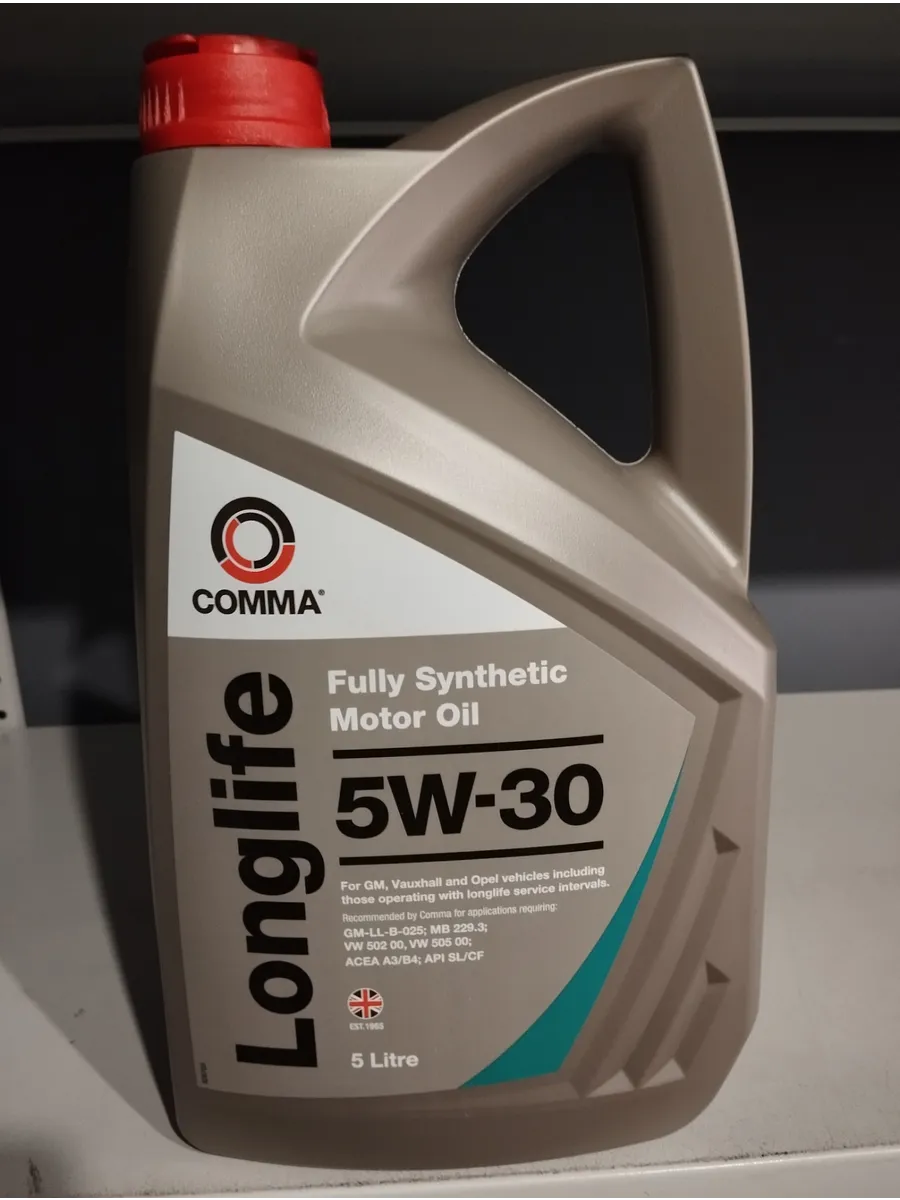 COMMA®
Longlife
Fully Synthetic
Motor Oil
5W-30
For GM, Vauxhall and Opel vehicles including
those operating with longlife service intervals.
Recommended by Comma for applications requiring:
GM-LL-B-025; MB 229.3;
VW 502 00, VW 505 00;
ACEA A3/B4; API SL/CF
EST. 1965
5 Litre